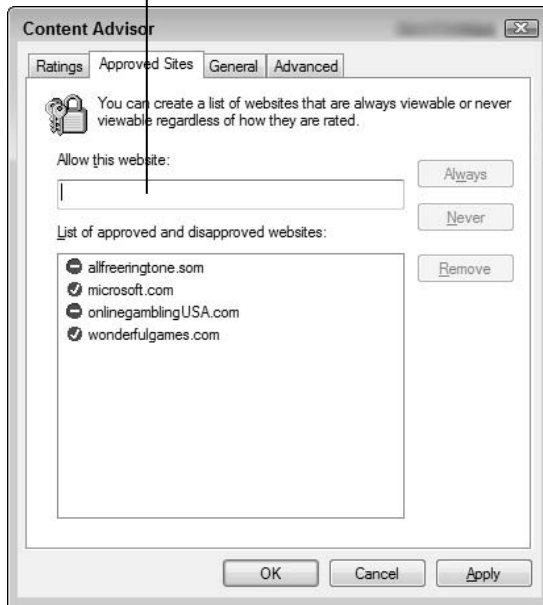 Content Advisor
Ratings Approved Sites General Advanced
You can create a list of websites that are always viewable or never
viewable regardless of how they are rated.
Allow this website:
Always
Never
List of approved and disapproved websites:
Remove
allfreeringtone.som
microsoft.com
onlinegamblingUSA.com
wonderfulgames.com
OK Cancel Apply